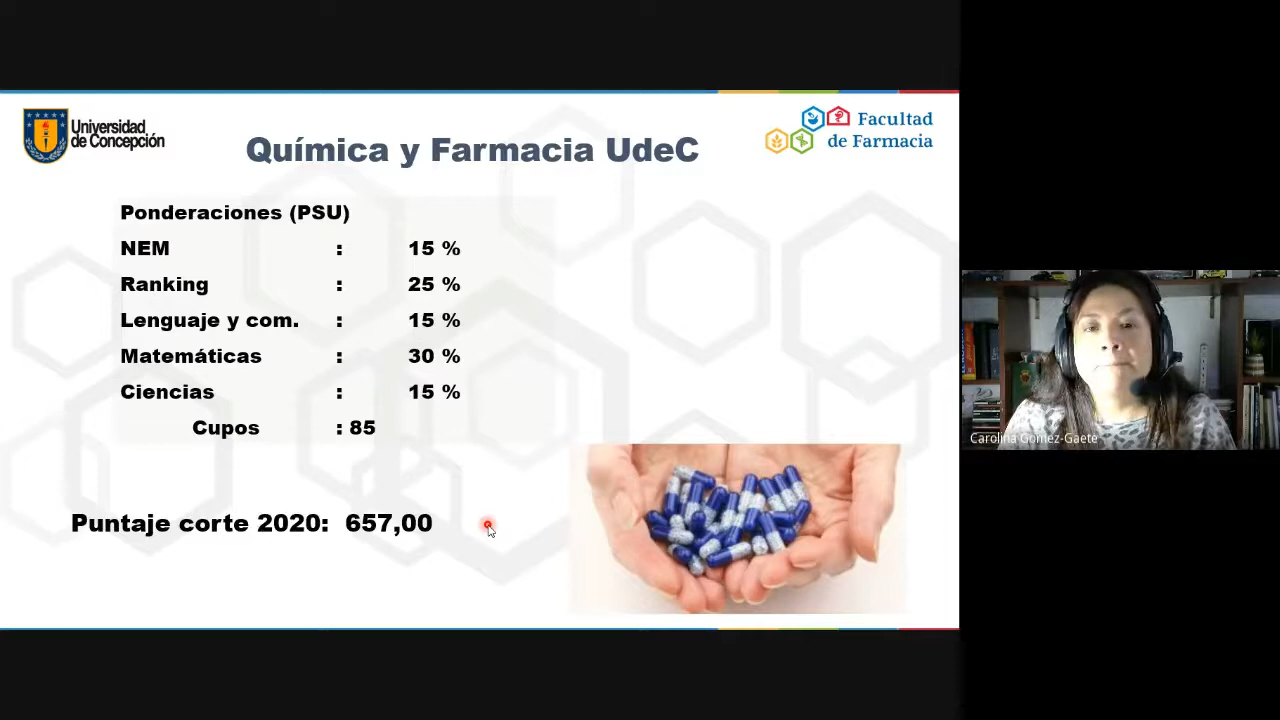 Universidad
de Concepción
Química y Farmacia UdeC
Facultad
de Farmacia
Ponderaciones (PSU)
NEM : 15 %
Ranking : 25 %
Lenguaje y com. : 15 %
Matemáticas : 30 %
Ciencias : 15 %
Cupos : 85
Puntaje corte 2020: 657,00
Carolina Gómez-Gaete